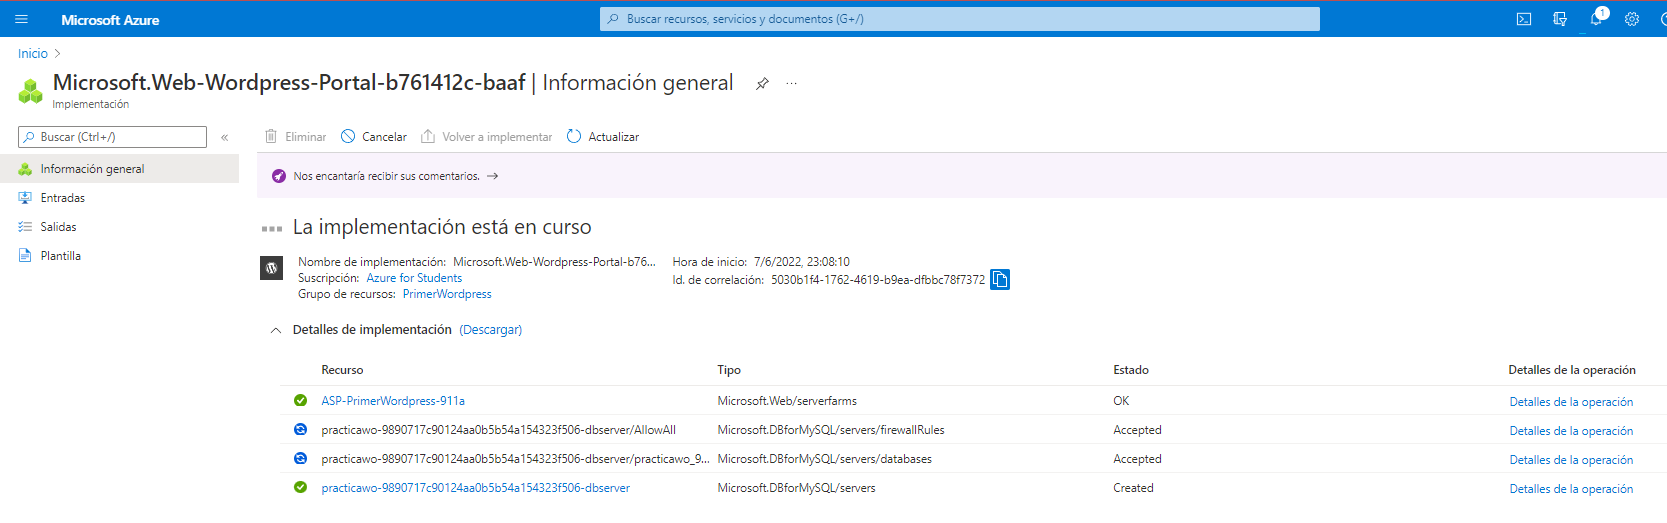 Microsoft Azure
Buscar recursos, servicios y documentos (G+/)
1
Inicio
Microsoft.Web-Wordpress-Portal-b761412c-baaf | Información general
Implementación
Buscar (Ctrl+/)
Eliminar
Cancelar
Volver a implementar
Actualizar
Información general
Entradas
Salidas
Plantilla
Nos encantaría recibir sus comentarios.
La implementación está en curso
Nombre de implementación: Microsoft.Web-Wordpress-Portal-b76...
Suscripción: Azure for Students
Grupo de recursos: PrimerWordpress
Hora de inicio: 7/6/2022, 23:08:10
Id. de correlación: 5030b1f4-1762-4619-b9ea-dfbbc78f7372
Detalles de implementación (Descargar)
Recurso Tipo Estado Detalles de la operación
ASP-PrimerWordpress-911a Microsoft.Web/serverfarms OK Detalles de la operación
practicawo-9890717c90124aa0b5b54a154323f506-dbserver/AllowAll Microsoft.DBforMySQL/servers/firewallRules Accepted Detalles de la operación
practicawo-9890717c90124aa0b5b54a154323f506-dbserver/practicawo_9... Microsoft.DBforMySQL/servers/databases Accepted Detalles de la operación
practicawo-9890717c90124aa0b5b54a154323f506-dbserver Microsoft.DBforMySQL/servers Created Detalles de la operación